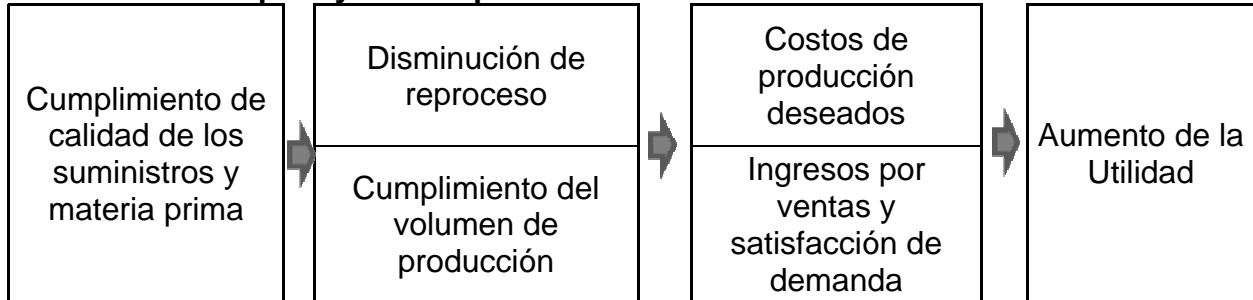 Cumplimiento de
calidad de los
suministros y
materia prima
Disminución de
reproceso
Cumplimiento del
volumen de
producción
Costos de
producción
deseados
Ingresos por
ventas y
satisfacción de
demanda
Aumento de la
Utilidad